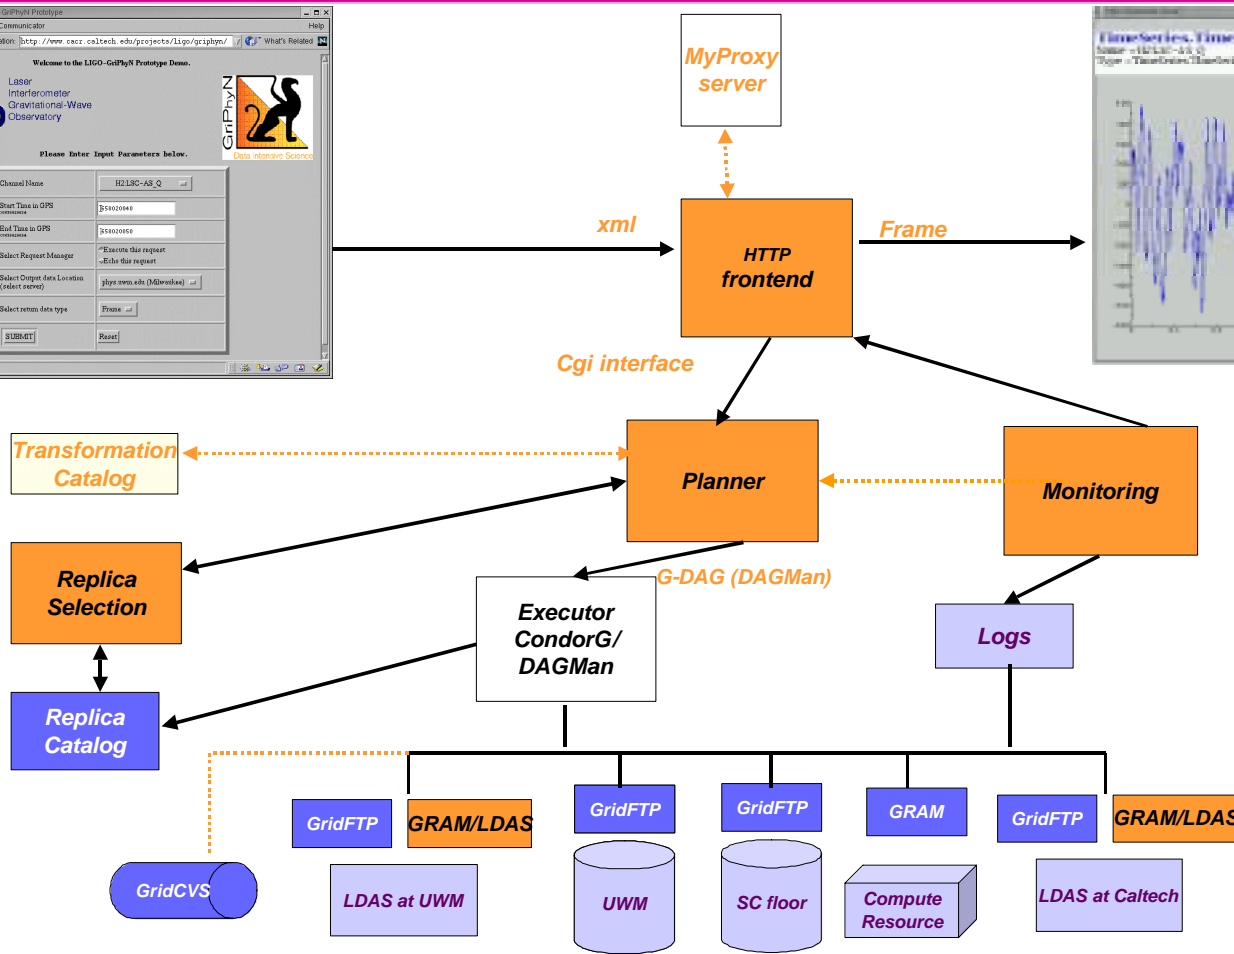 -GriPhyN Prototype
Communicator
Help
http://www.cacr.caltech.edu/projects/ligo/griphyn/
What's Related
Welcome to the LIGO-GriPhyN Prototype Demo.
Laser
Interferometer
Gravitational-Wave
Observatory
GriPhyN
Data Intensive Science
Please Enter Input Parameters below.
Channel Name
H2:LSC-AS_Q
Start Time in GPS
658020040
End Time in GPS
658020050
Select Request Manager
Execute this request
Echo this request
Select Output data Location
(select server)
phys.uwm.edu (Milwaukee)
Select return data type
Frame
SUBMIT
Reset
MyProxy
server
xml
HTTP
frontend
Frame
Cgi interface
Transformation
Catalog
Planner
Monitoring
Replica
Selection
G-DAG (DAGMan)
Executor
CondorG/
DAGMan
Logs
Replica
Catalog
GridFTP
GRAM/LDAS
GridFTP
GridFTP
GRAM
GridFTP
GRAM/LDAS
GridCVS
LDAS at UWM
UWM
SC floor
Compute
Resource
LDAS at Caltech